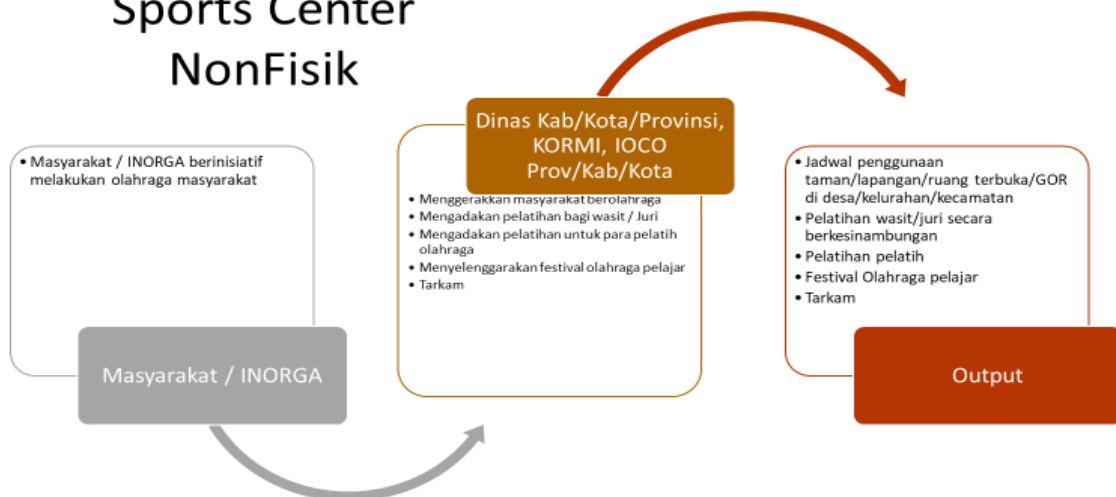 Sports Center
NonFisik
• Masyarakat / INORGA berinisiatif
melakukan olahraga masyarakat
Masyarakat / INORGA
Dinas Kab/Kota/Provinsi,
KORMI, IOCO
Prov/Kab/Kota
• Menggerakkan masyarakat berolahraga
• Mengadakan pelatihan bagi wasit / Juri
• Mengadakan pelatihan untuk para pelatih
olahraga
• Menyelenggarakan festival olahraga pelajar
• Tarkam
• Jadwal penggunaan
taman/lapangan/ruang terbuka/GOR
di desa/kelurahan/kecamatan
• Pelatihan wasit/juri secara
berkesinambungan
• Pelatihan pelatih
• Festival Olahraga pelajar
• Tarkam
Output